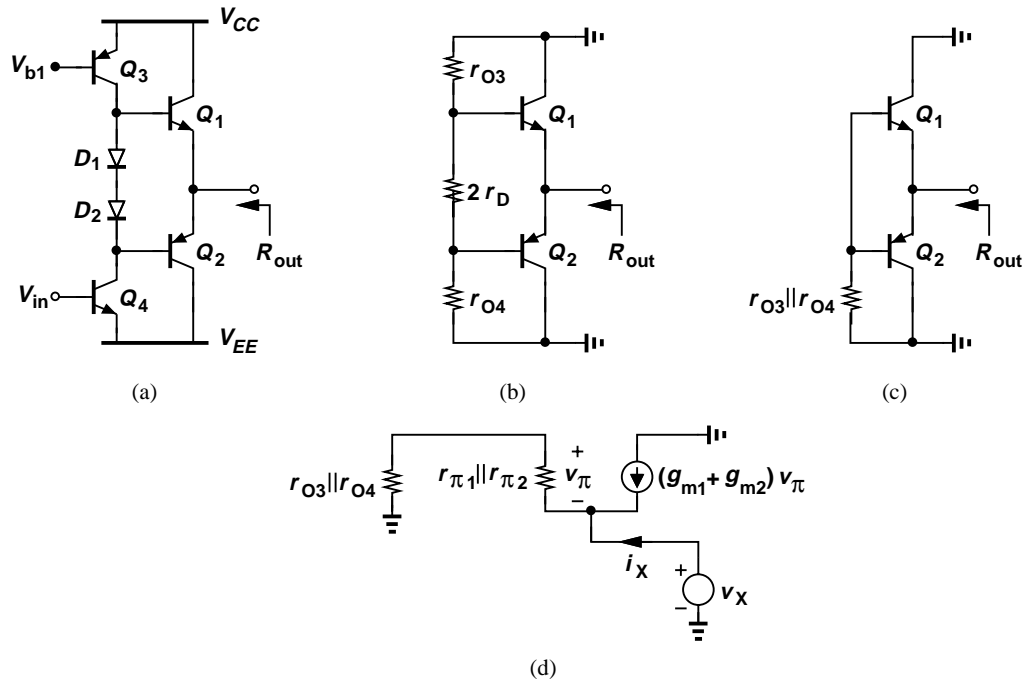 V_CC
V_b1
Q_3
Q_1
D_1
D_2
R_out
Q_2
V_in
Q_4
V_EE
(a)
r_O3
Q_1
2 r_D
R_out
Q_2
r_O4
(b)
Q_1
R_out
Q_2
r_O3||r_O4
(c)
r_O3||r_O4
r_π1||r_π2
+
v_π
−
(g_m1+ g_m2) v_π
i_X
+
v_X
−
(d)